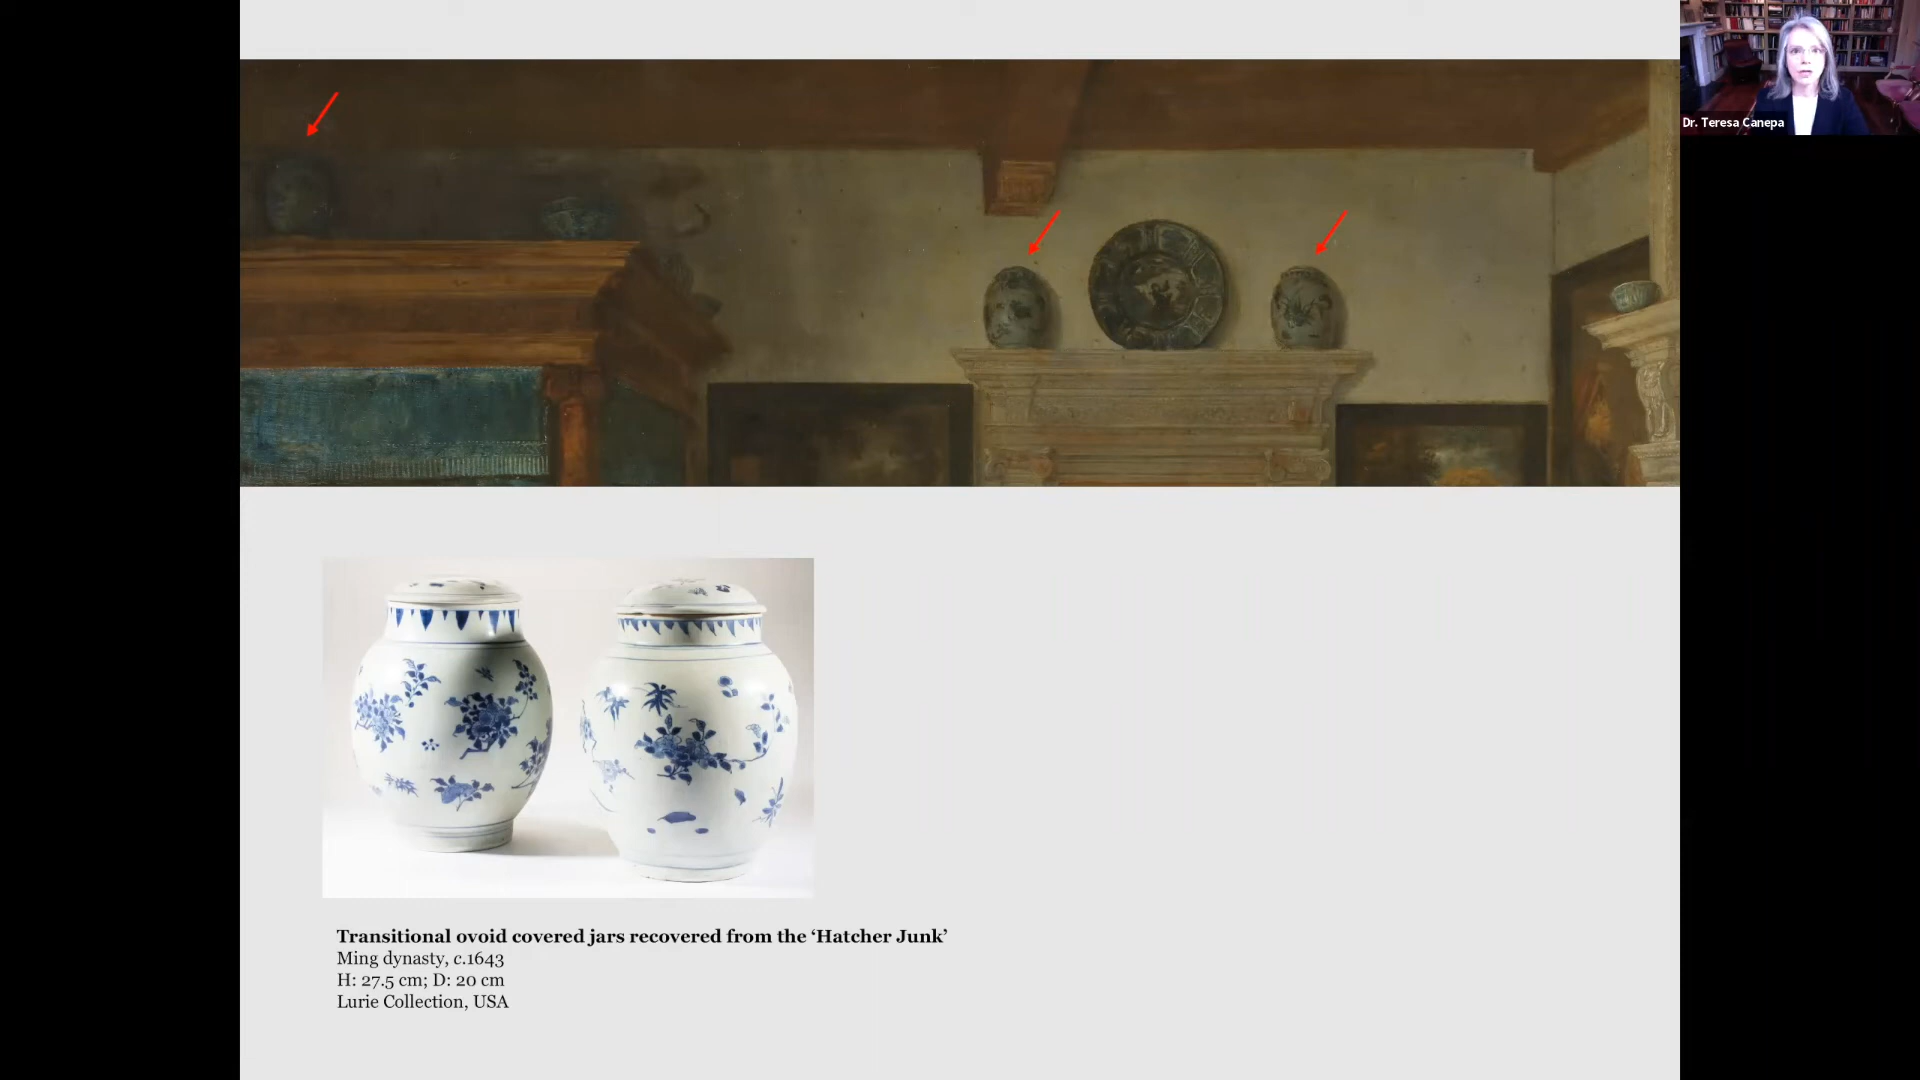 Dr. Teresa Canepa
Transitional ovoid covered jars recovered from the ‘Hatcher Junk’
Ming dynasty, c.1643
H: 27.5 cm; D: 20 cm
Lurie Collection, USA